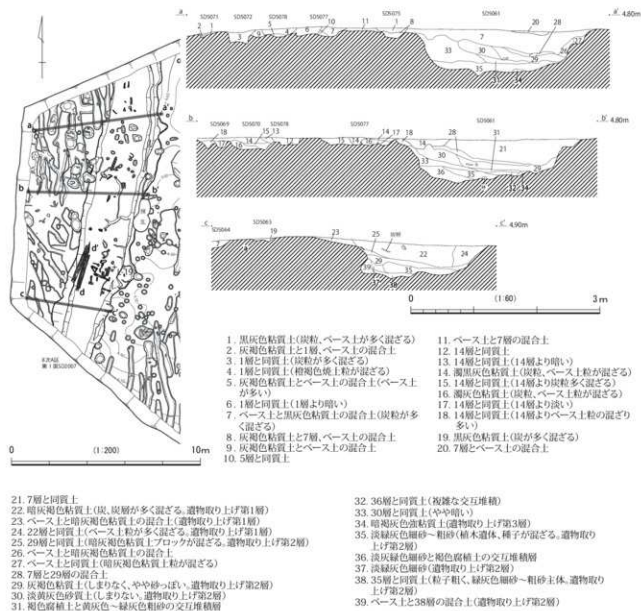 a SD5071 SD5072 SD5078 SD5077 SD5075 SD5061 a' 4.80m
b SD5069 SD5070 SD5078 SD5077 SD5061 b' 4.80m
c SD5044 SD5063 c' 4.90m
0 (1:60) 3 m
0 (1:200) 10m
1. 黒灰色粘質土(炭粒、ベース土が多く混ざる)
2. 灰褐色粘質土と1層、ベース土の混合土
3. 1層と同質土(炭粒が多く混ざる)
4. 1層と同質土(橙褐色焼土粒が混ざる)
5. 灰褐色粘質土とベース土の混合土(ベース土
が多い)
6. 1層と同質土(1層より暗い)
7. ベース土と黒灰色粘質土の混合土(炭粒が多
く混ざる)
8. 灰褐色粘質土と7層、ベース土の混合土
9. 灰褐色粘質土とベース土の混合土
10. 5層と同質土
11. ベース土と7層の混合土
12. 14層と同質土
13. 14層と同質土(14層より暗い)
14. 濁黒灰色粘質土(炭粒、ベース土粒が混ざる)
15. 14層と同質土(14層より炭粒多く混ざる)
16. 濁灰色粘質土(炭粒、ベース土粒が混ざる)
17. 14層と同質土(14層より淡い)
18. 14層と同質土(14層よりベース土粒の混ざり
多い)
19. 黒灰色粘質土(炭が多く混ざる)
20. 7層とベース土の混合土
21. 7層と同質土
22. 暗灰褐色粘質土(炭、炭層が多く混ざる。遺物取り上げ第1層)
23. ベース土と暗灰褐色粘質土の混合土(遺物取り上げ第1層)
24. 22層と同質土(ベース土粒が多く混ざる。遺物取り上げ第1層)
25. 29層と同質土(暗灰褐色粘質土ブロックが混ざる。遺物取り上げ第2層)
26. ベース土と暗灰褐色粘質土の混合土
27. ベース土と同質土(暗灰褐色粘質土粒が混ざる)
28. 7層と29層の混合土
29. 灰褐色粘質土(しまりなく、やや砂っぽい。遺物取り上げ第2層)
30. 淡黄灰色砂質土(しまりない。遺物取り上げ第2層)
31. 褐色腐植土と黄灰色～緑灰色粗砂の交互堆積層
32. 36層と同質土(複雑な交互堆積)
33. 30層と同質土(やや暗い)
34. 暗褐灰色強粘質土(遺物取り上げ第3層)
35. 淡緑灰色細砂～粗砂(植木遺体、種子が混ざる。遺物取り
上げ第2層)
36. 淡灰緑色細砂と褐色腐植土の交互堆積層
37. 淡緑灰色細砂(遺物取り上げ第2層)
38. 35層と同質土(粒子粗く、緑灰色細砂～粗砂主体、遺物取り
上げ第2層)
39. ベース土と38層の混合土(遺物取り上げ第2層)